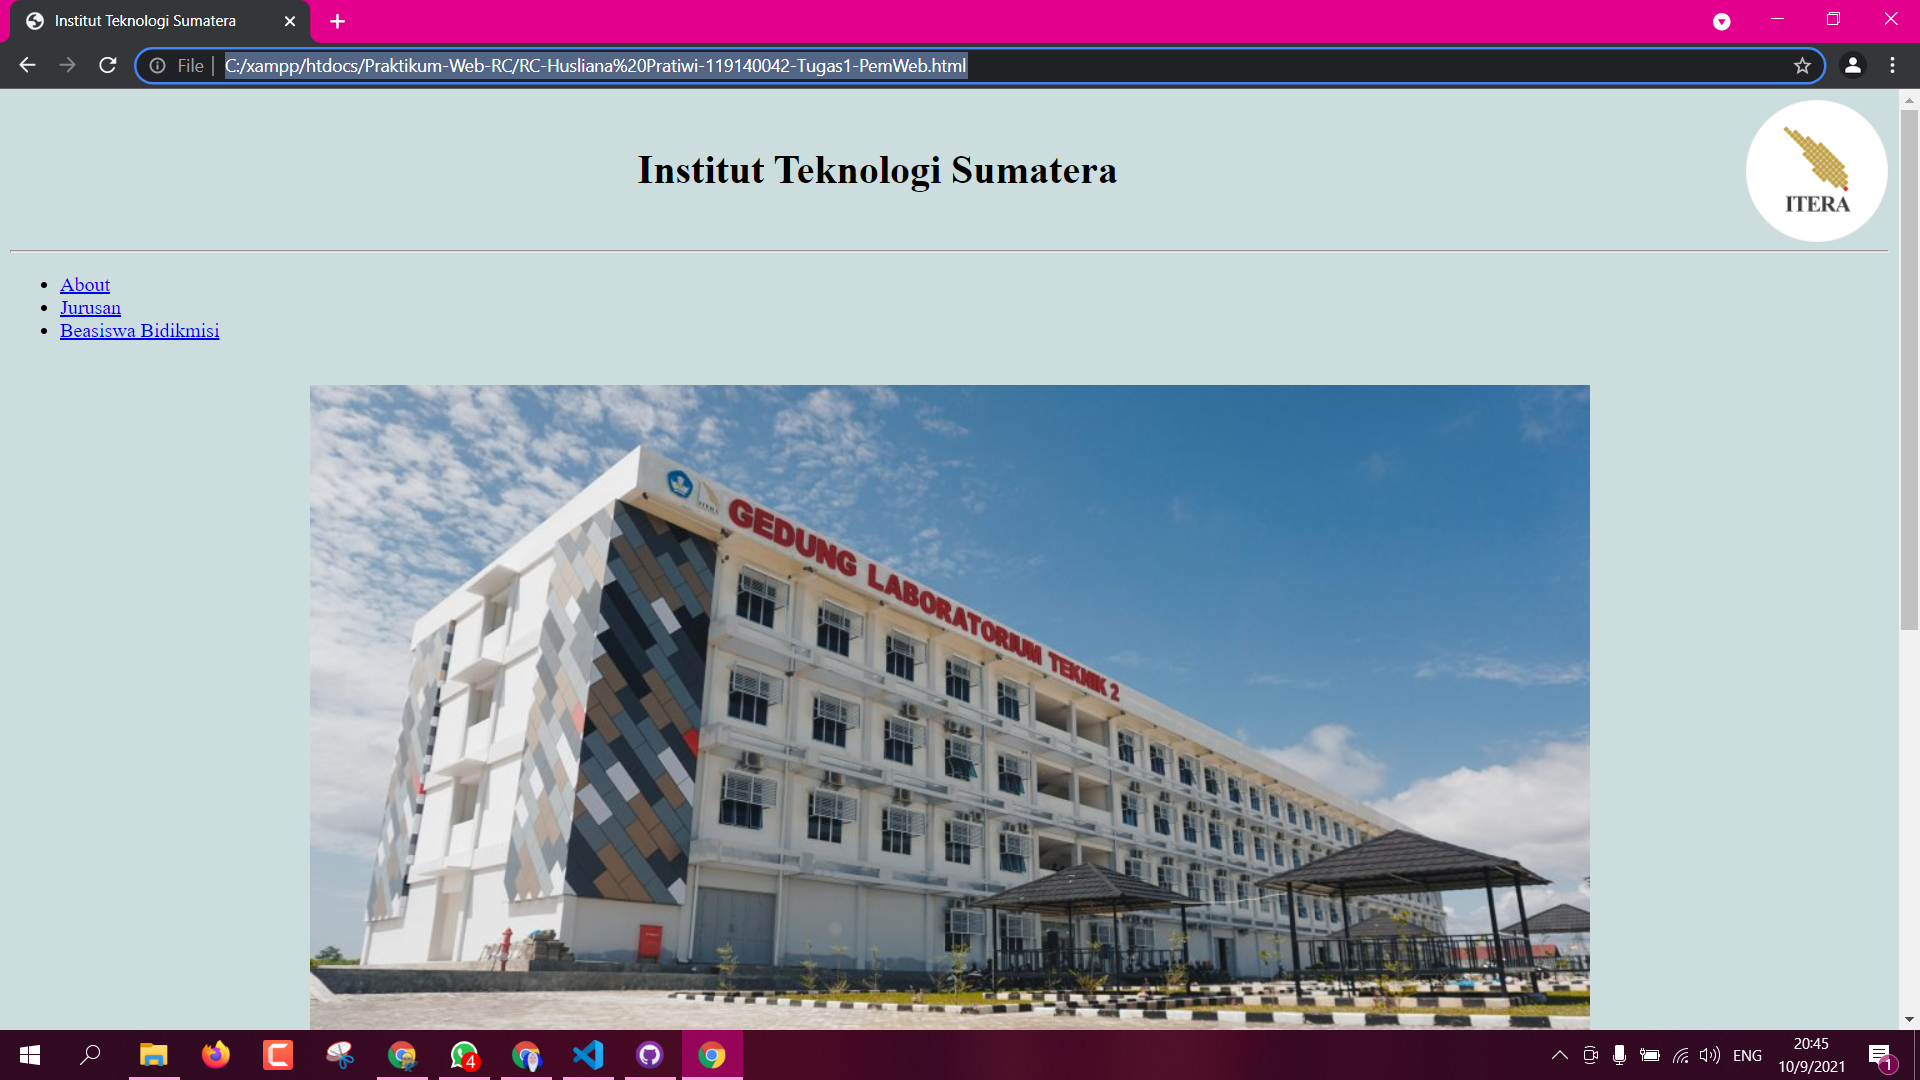 Institut Teknologi Sumatera
File
C:/xampp/htdocs/Praktikum-Web-RC/RC-Husliana%20Pratiwi-119140042-Tugas1-PemWeb.html
Institut Teknologi Sumatera
ITERA
About
Jurusan
Beasiswa Bidikmisi
GEDUNG LABORATORIUM TEKNIK 2
4
ENG
20:45
10/9/2021
1